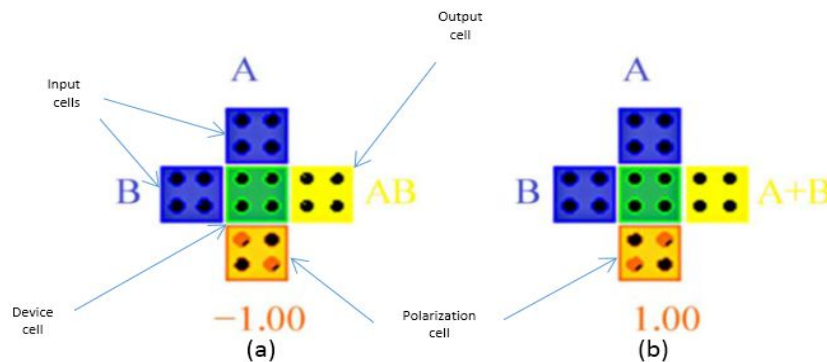 Output
cell
A
A
Input
cells
B
AB
B
A+B
Device
cell
−1.00
Polarization
cell
1.00
(a)
(b)